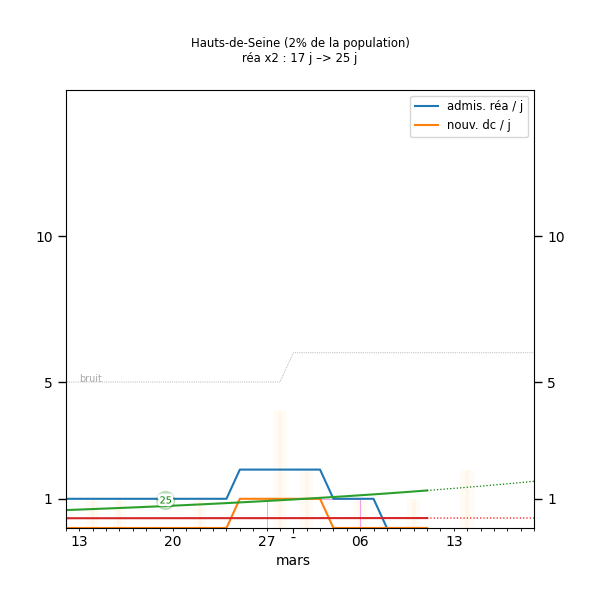 Hauts-de-Seine (2% de la population)
réa x2 : 17 j –> 25 j
admis. réa / j
nouv. dc / j
10 10
bruit
5 5
25
1 1
13 20 27 - 06 13
mars